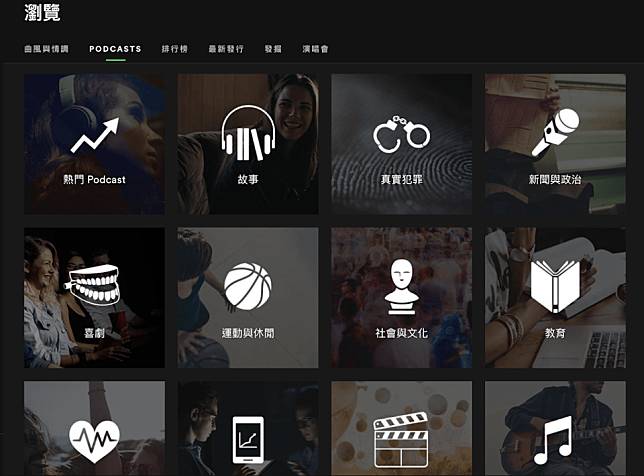 瀏覽
曲風與情調 PODCASTS 排行榜 最新發行 發掘 演唱會
熱門 Podcast 故事 真實犯罪 新聞與政治
喜劇 運動與休閒 社會與文化 教育